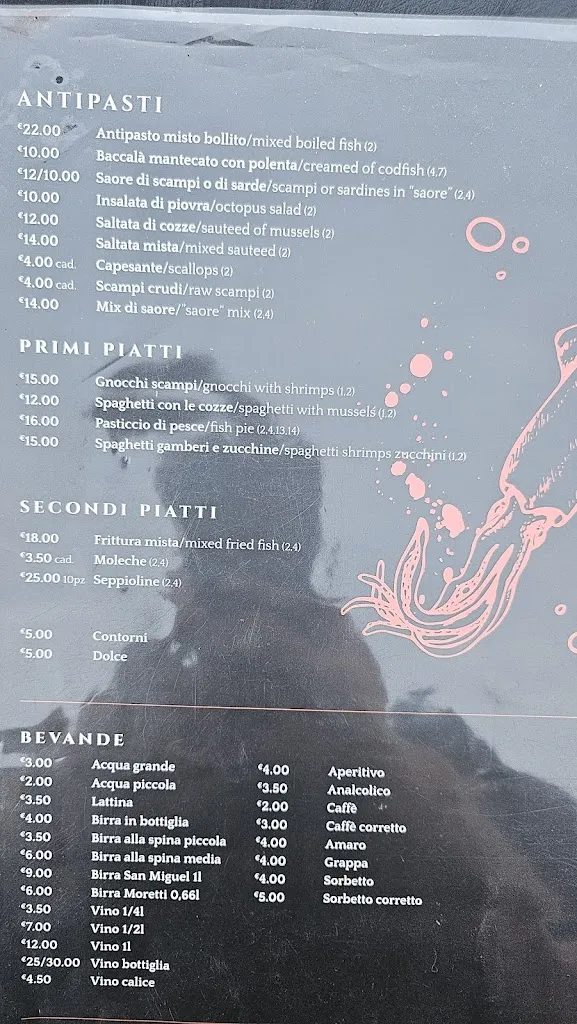 ANTIPASTI
€22.00 Antipasto misto bollito/mixed boiled fish (2)
€10.00 Baccalà mantecato con polenta/creamed of codfish (4,7)
€12/10.00 Saore di scampi o di sarde/scampi or sardines in "saore" (2,4)
€10.00 Insalata di piovra/octopus salad (2)
€12.00 Saltata di cozze/sauteed of mussels (2)
€14.00 Saltata mista/mixed sauteed (2)
€4.00 cad. Capesante/scallops (2)
€4.00 cad. Scampi crudi/raw scampi (2)
€14.00 Mix di saore/"saore" mix (2,4)
PRIMI PIATTI
€15.00 Gnocchi scampi/gnocchi with shrimps (1,2)
€12.00 Spaghetti con le cozze/spaghetti with mussels (1,2)
€16.00 Pasticcio di pesce/fish pie (2,4,13,14)
€15.00 Spaghetti gamberi e zucchine/spaghetti shrimps zucchini (1,2)
SECONDI PIATTI
€18.00 Frittura mista/mixed fried fish (2,4)
€3.50 cad. Moleche (2,4)
€25.00 10pz Seppioline (2,4)
€5.00 Contorni
€5.00 Dolce
BEVANDE
€3.00 Acqua grande
€2.00 Acqua piccola
€3.50 Lattina
€4.00 Birra in bottiglia
€3.50 Birra alla spina piccola
€6.00 Birra alla spina media
€9.00 Birra San Miguel 1l
€6.00 Birra Moretti 0,66l
€3.50 Vino 1/4l
€7.00 Vino 1/2l
€12.00 Vino 1l
€25/30.00 Vino bottiglia
€4.50 Vino calice
€4.00 Aperitivo
€3.50 Analcolico
€2.00 Caffè
€3.00 Caffè corretto
€4.00 Amaro
€4.00 Grappa
€4.00 Sorbetto
€5.00 Sorbetto corretto